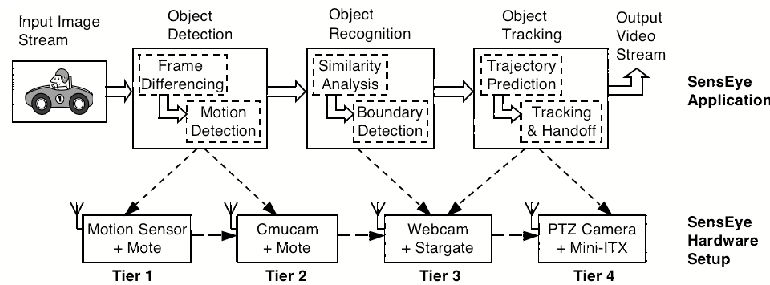 Input Image
Stream
Object
Detection
Object
Recognition
Object
Tracking
Output
Video
Stream
Frame
Differencing
Motion
Detection
Similarity
Analysis
Boundary
Detection
Trajectory
Prediction
Tracking
& Handoff
SensEye
Application
Motion Sensor
+ Mote
Cmucam
+ Mote
Webcam
+ Stargate
PTZ Camera
+ Mini-ITX
SensEye
Hardware
Setup
Tier 1
Tier 2
Tier 3
Tier 4